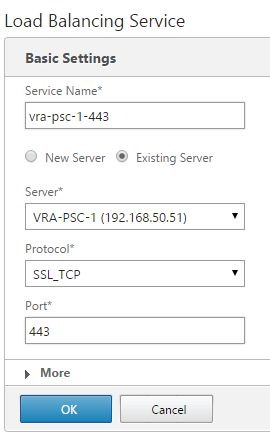 Load Balancing Service
Basic Settings
Service Name*
vra-psc-1-443
New Server Existing Server
Server*
VRA-PSC-1 (192.168.50.51)
Protocol*
SSL_TCP
Port*
443
More
OK Cancel